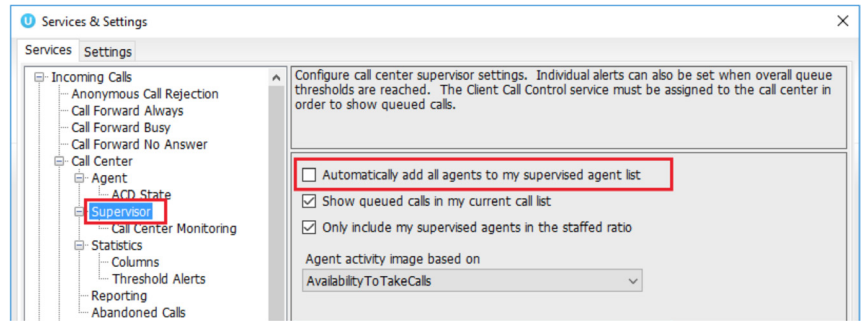 Services & Settings
Services Settings
Incoming Calls
Anonymous Call Rejection
Call Forward Always
Call Forward Busy
Call Forward No Answer
Call Center
Agent
ACD State
Supervisor
Call Center Monitoring
Statistics
Columns
Threshold Alerts
Reporting
Abandoned Calls
Configure call center supervisor settings. Individual alerts can also be set when overall queue
thresholds are reached. The Client Call Control service must be assigned to the call center in
order to show queued calls.
Automatically add all agents to my supervised agent list
Show queued calls in my current call list
Only include my supervised agents in the staffed ratio
Agent activity image based on
AvailabilityToTakeCalls